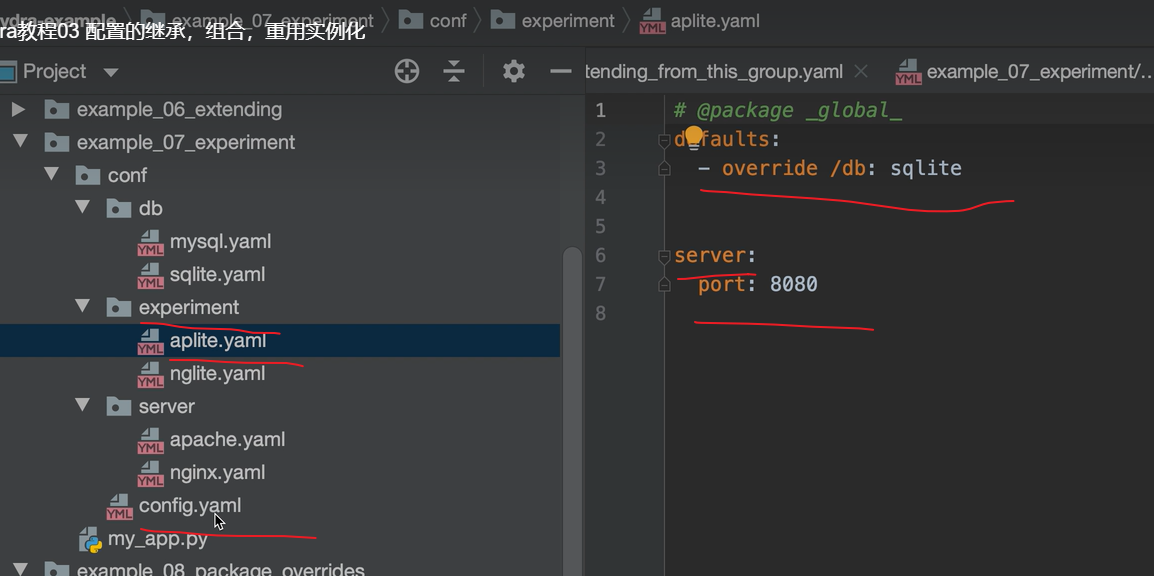 ydra-example example_07_experiment conf experiment aplite.yaml
ra教程03 配置的继承，组合，重用实例化
Project
tending_from_this_group.yaml example_07_experiment/...
example_06_extending
example_07_experiment
conf
db
mysql.yaml
sqlite.yaml
experiment
aplite.yaml
nglite.yaml
server
apache.yaml
nginx.yaml
config.yaml
my_app.py
example_08_package_overrides
1 # @package _global_
2 defaults:
3 - override /db: sqlite
4
5
6 server:
7 port: 8080
8